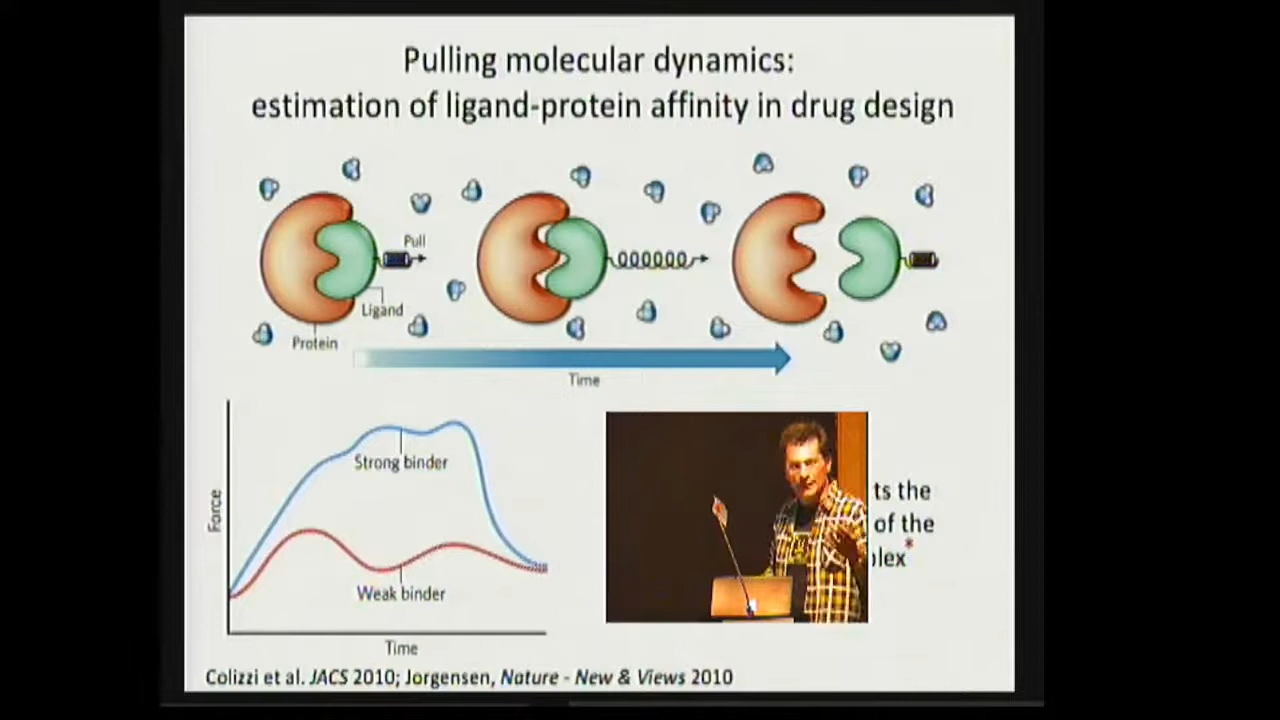 Pulling molecular dynamics:
estimation of ligand-protein affinity in drug design
Pull
Ligand
Protein
Time
Force
Strong binder
Weak binder
Time
ts the
of the
plex*
Colizzi et al. JACS 2010; Jorgensen, Nature - New & Views 2010